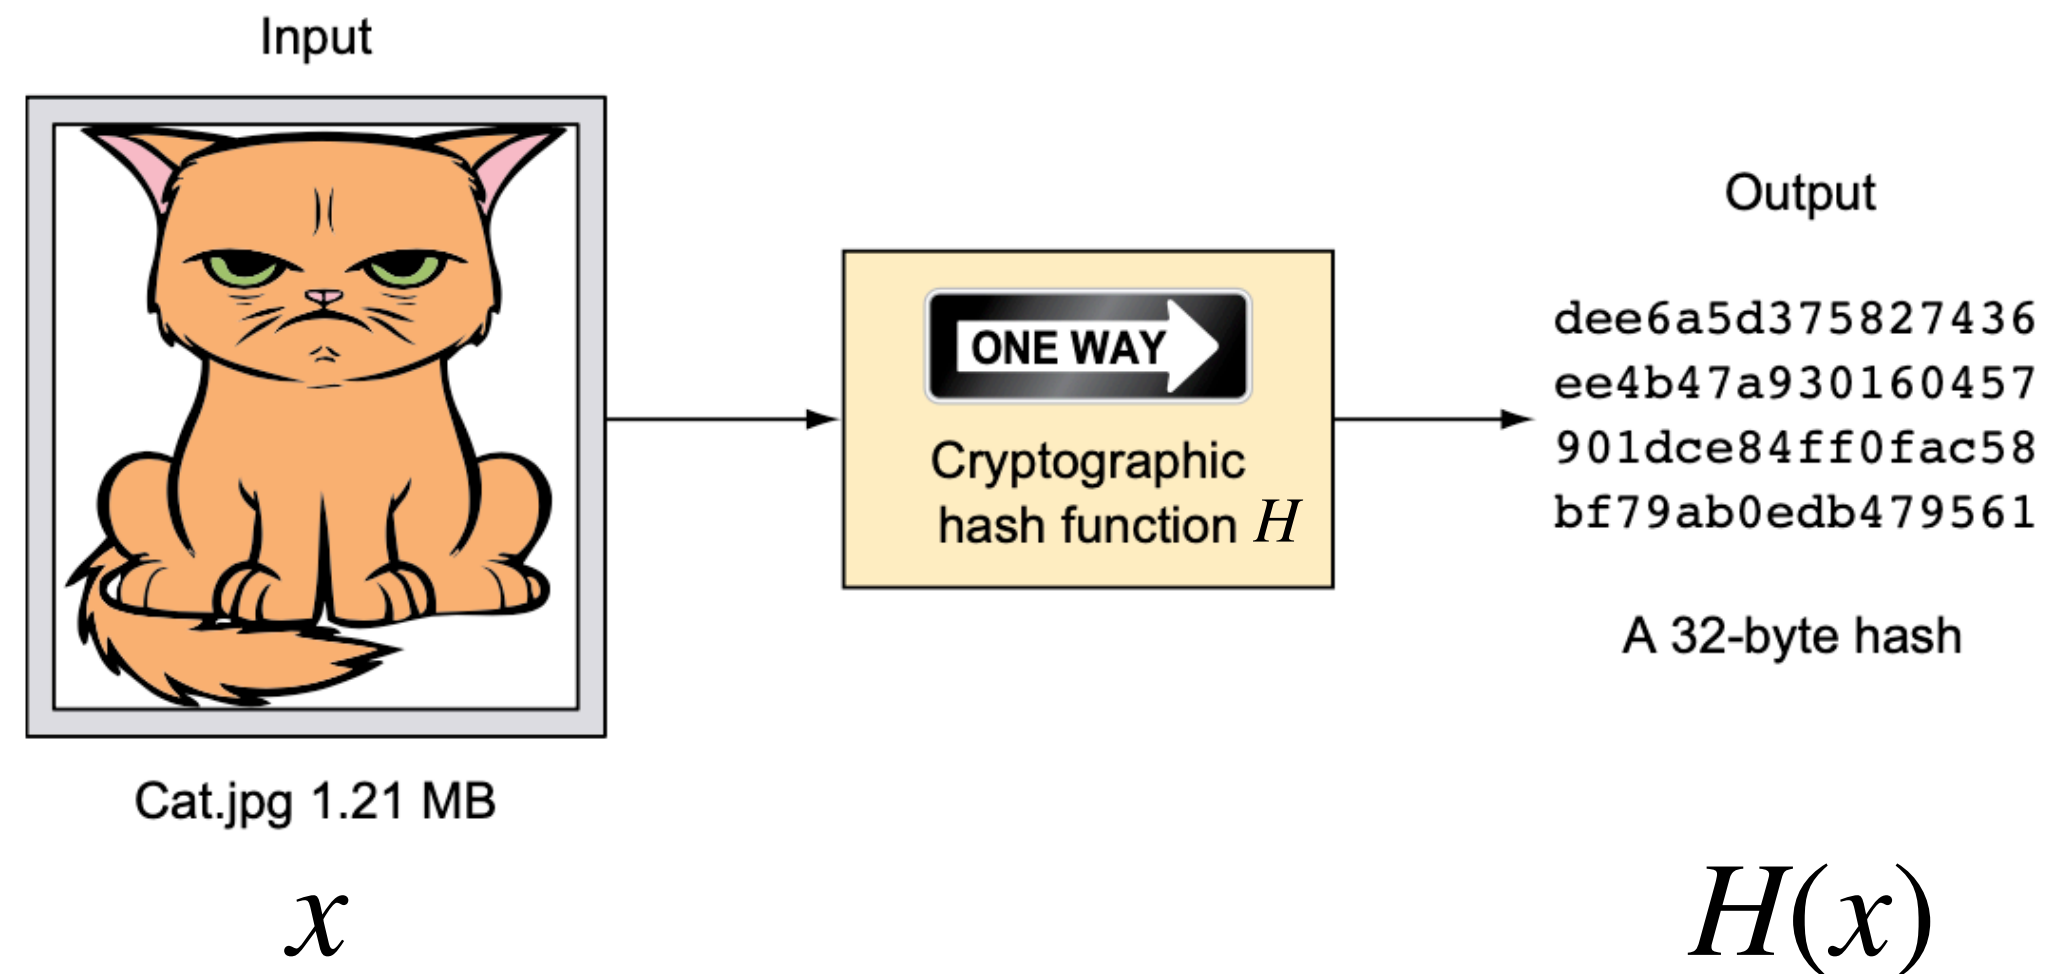 Input
Cat.jpg 1.21 MB
x
ONE WAY
Cryptographic
hash function H
Output
dee6a5d375827436
ee4b47a930160457
901dce84ff0fac58
bf79ab0edb479561
A 32-byte hash
H(x)